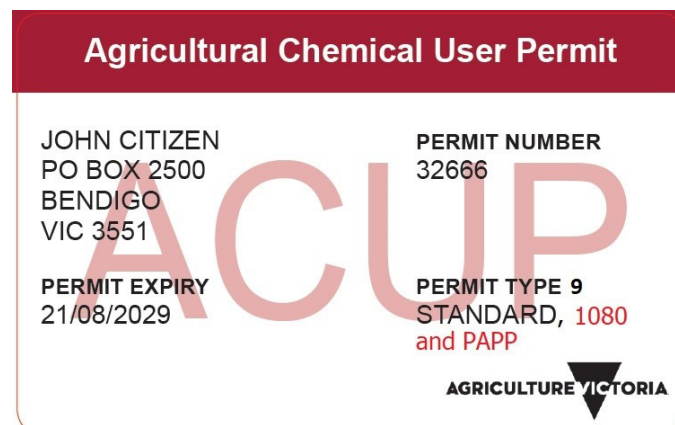 Agricultural Chemical User Permit
ACUP
JOHN CITIZEN
PO BOX 2500
BENDIGO
VIC 3551
PERMIT NUMBER
32666
PERMIT EXPIRY
21/08/2029
PERMIT TYPE 9
STANDARD, 1080
and PAPP
AGRICULTURE VICTORIA